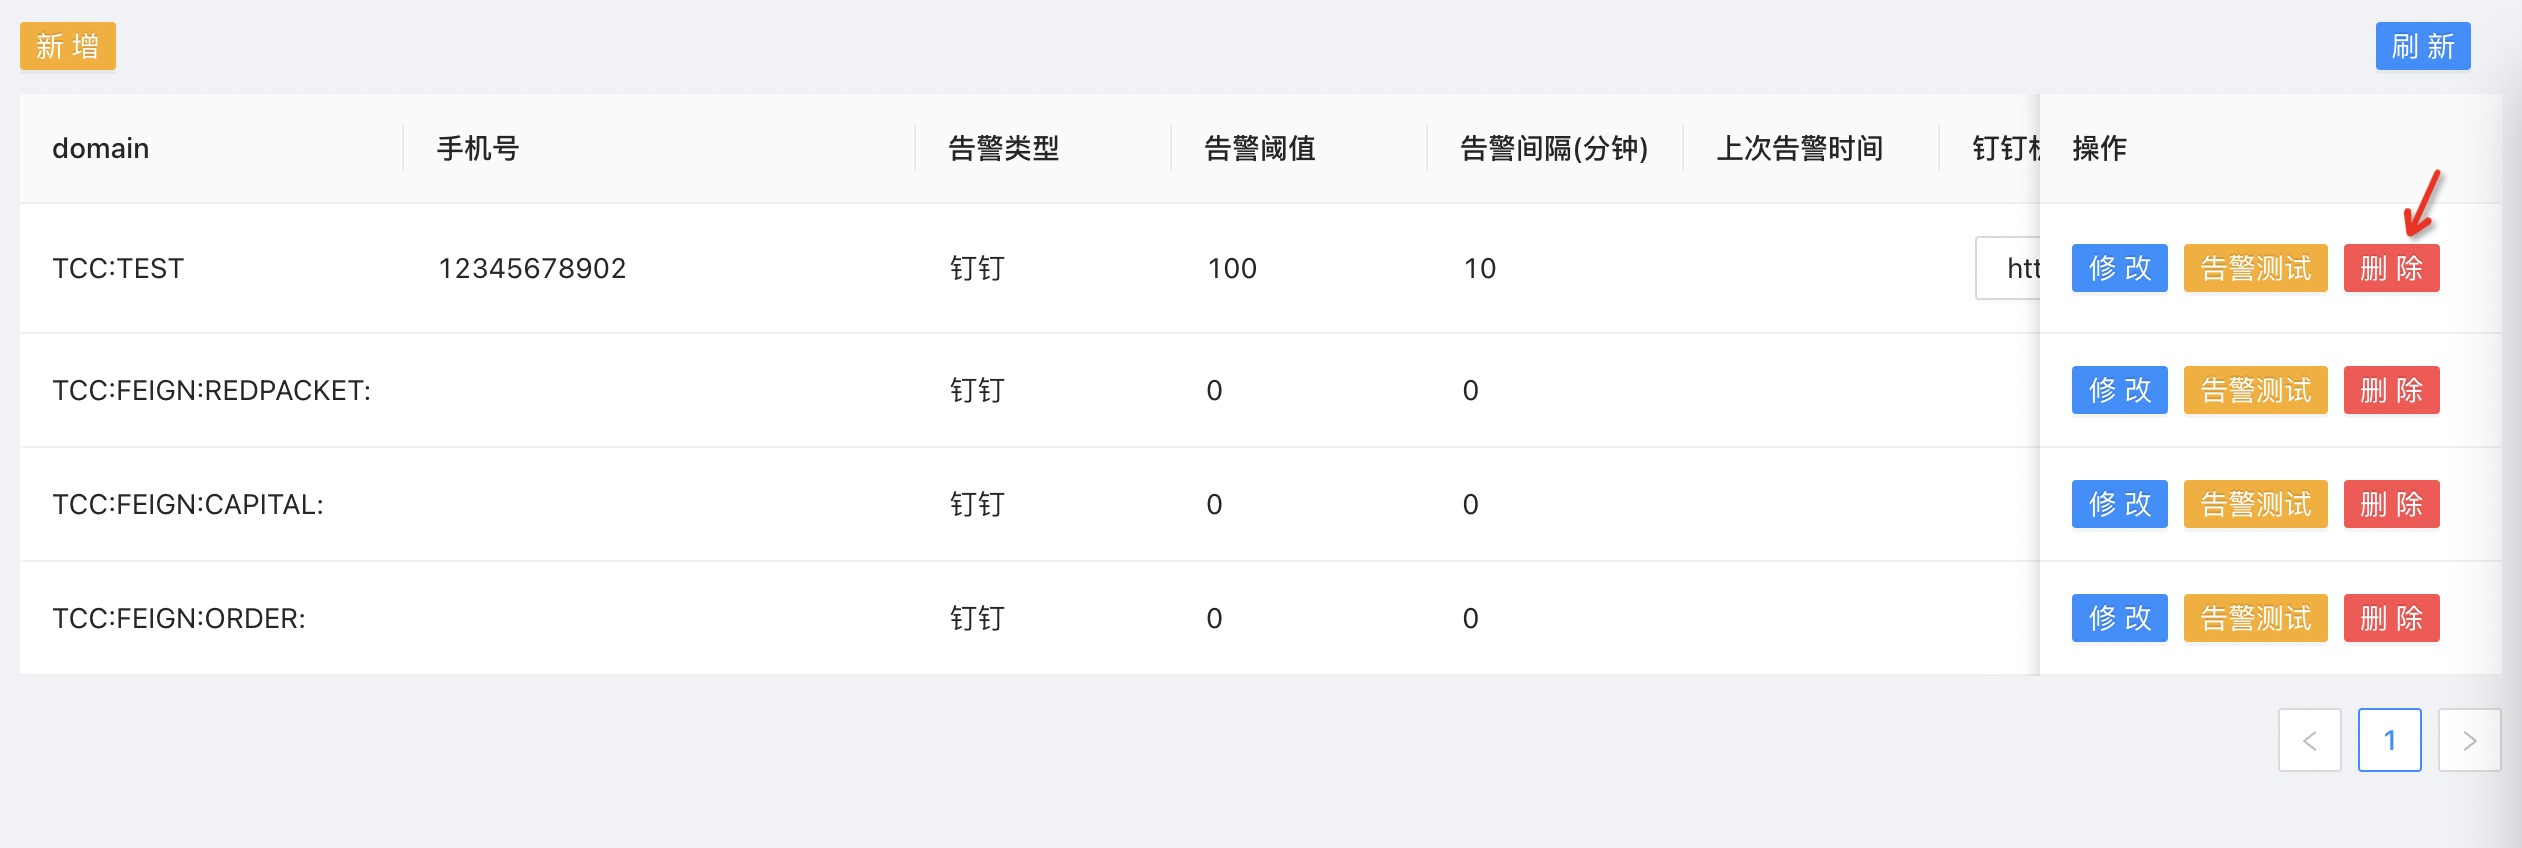 新 增
刷 新
domain 手机号 告警类型 告警阈值 告警间隔(分钟) 上次告警时间 钉钉 操作
TCC:TEST 12345678902 钉钉 100 10 htt 修 改 告警测试 删 除
TCC:FEIGN:REDPACKET: 钉钉 0 0 修 改 告警测试 删 除
TCC:FEIGN:CAPITAL: 钉钉 0 0 修 改 告警测试 删 除
TCC:FEIGN:ORDER: 钉钉 0 0 修 改 告警测试 删 除
< 1 >